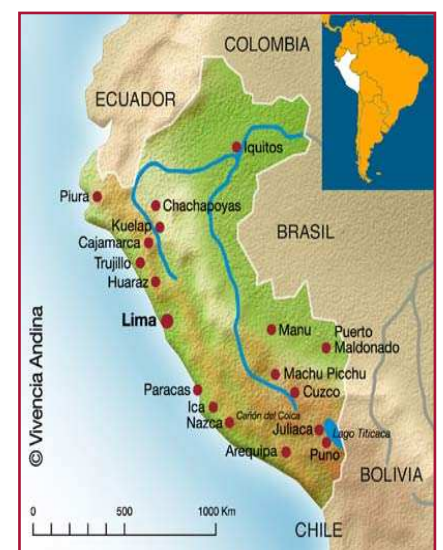 COLOMBIA
ECUADOR
Iquitos
Piura
Chachapoyas
Kuelap
BRASIL
Cajamarca
Trujillo
Huaraz
Lima
Manu
Puerto
Maldonado
Machu Picchu
Paracas
Cuzco
Ica
Cañón del Colca
Nazca
Juliaca
Lago Titicaca
Arequipa
Puno
BOLIVIA
© Vivencia Andina
0 500 1000 Km
CHILE